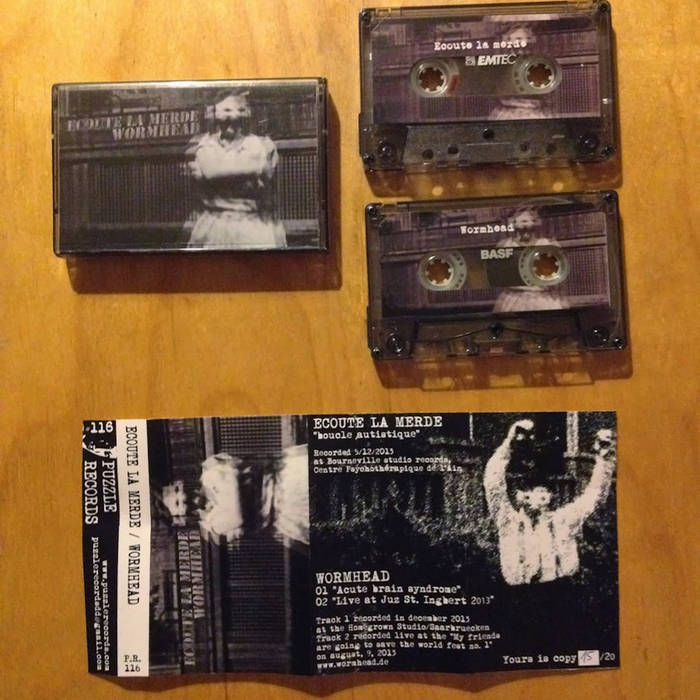 ECOUTE LA MERDE
WORMHEAD
Ecoute la merde
EMTEC
Wormhead
BASF
.116
PUZZLE
RECORDS
www.puzzlerecords.com
ECOUTE LA MERDE / WORMHEAD
P.R.
116
ECOUTE LA MERDE
WORMHEAD
ECOUTE LA MERDE
"boucle autistique"
Recorded 5/12/2013
at Bourneville studio records,
Centre Psychothérapique de l'Ain
WORMHEAD
01 "Acute brain syndrome"
02 "Live at Juz St. Ingbert 2013"
Track 1 recorded in december 2013
at the Homegrown Studio/Saarbruecken
Track 2 recorded live at the "My friends
are going to save the world fest no. 1"
on august, 9, 2013
www.wormhead.de
Yours is copy 15 /20